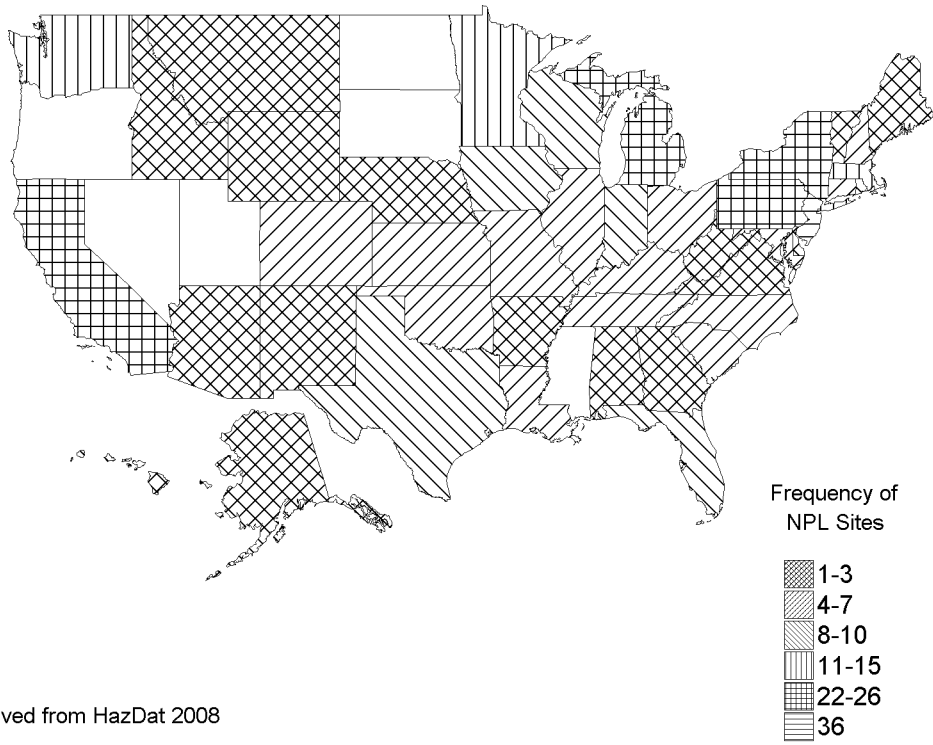 Frequency of
NPL Sites
1-3
4-7
8-10
11-15
22-26
36
ved from HazDat 2008